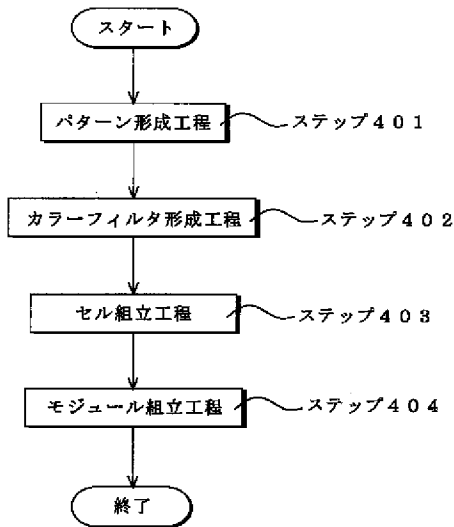 スタート
パターン形成工程
ステップ401
カラーフィルタ形成工程
ステップ402
セル組立工程
ステップ403
モジュール組立工程
ステップ404
終了